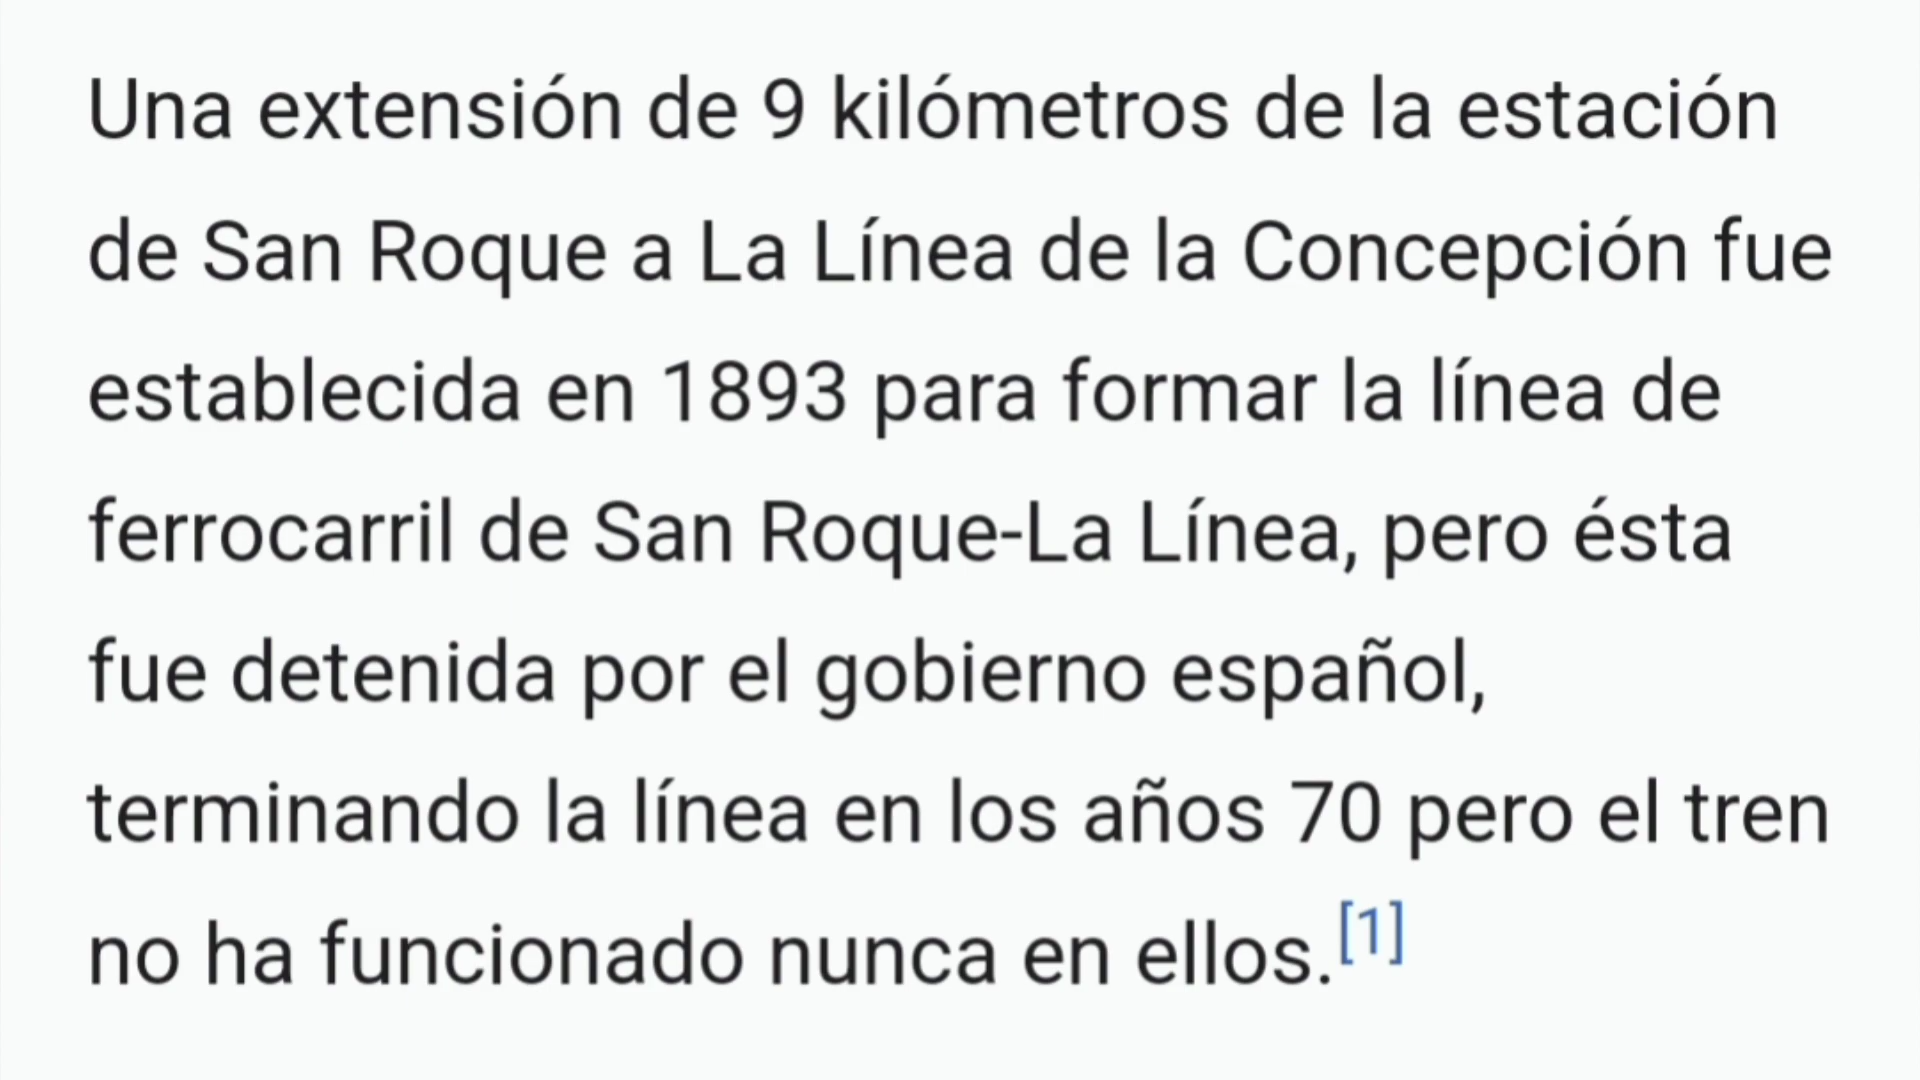 Una extensión de 9 kilómetros de la estación
de San Roque a La Línea de la Concepción fue
establecida en 1893 para formar la línea de
ferrocarril de San Roque-La Línea, pero ésta
fue detenida por el gobierno español,
terminando la línea en los años 70 pero el tren
no ha funcionado nunca en ellos.[1]